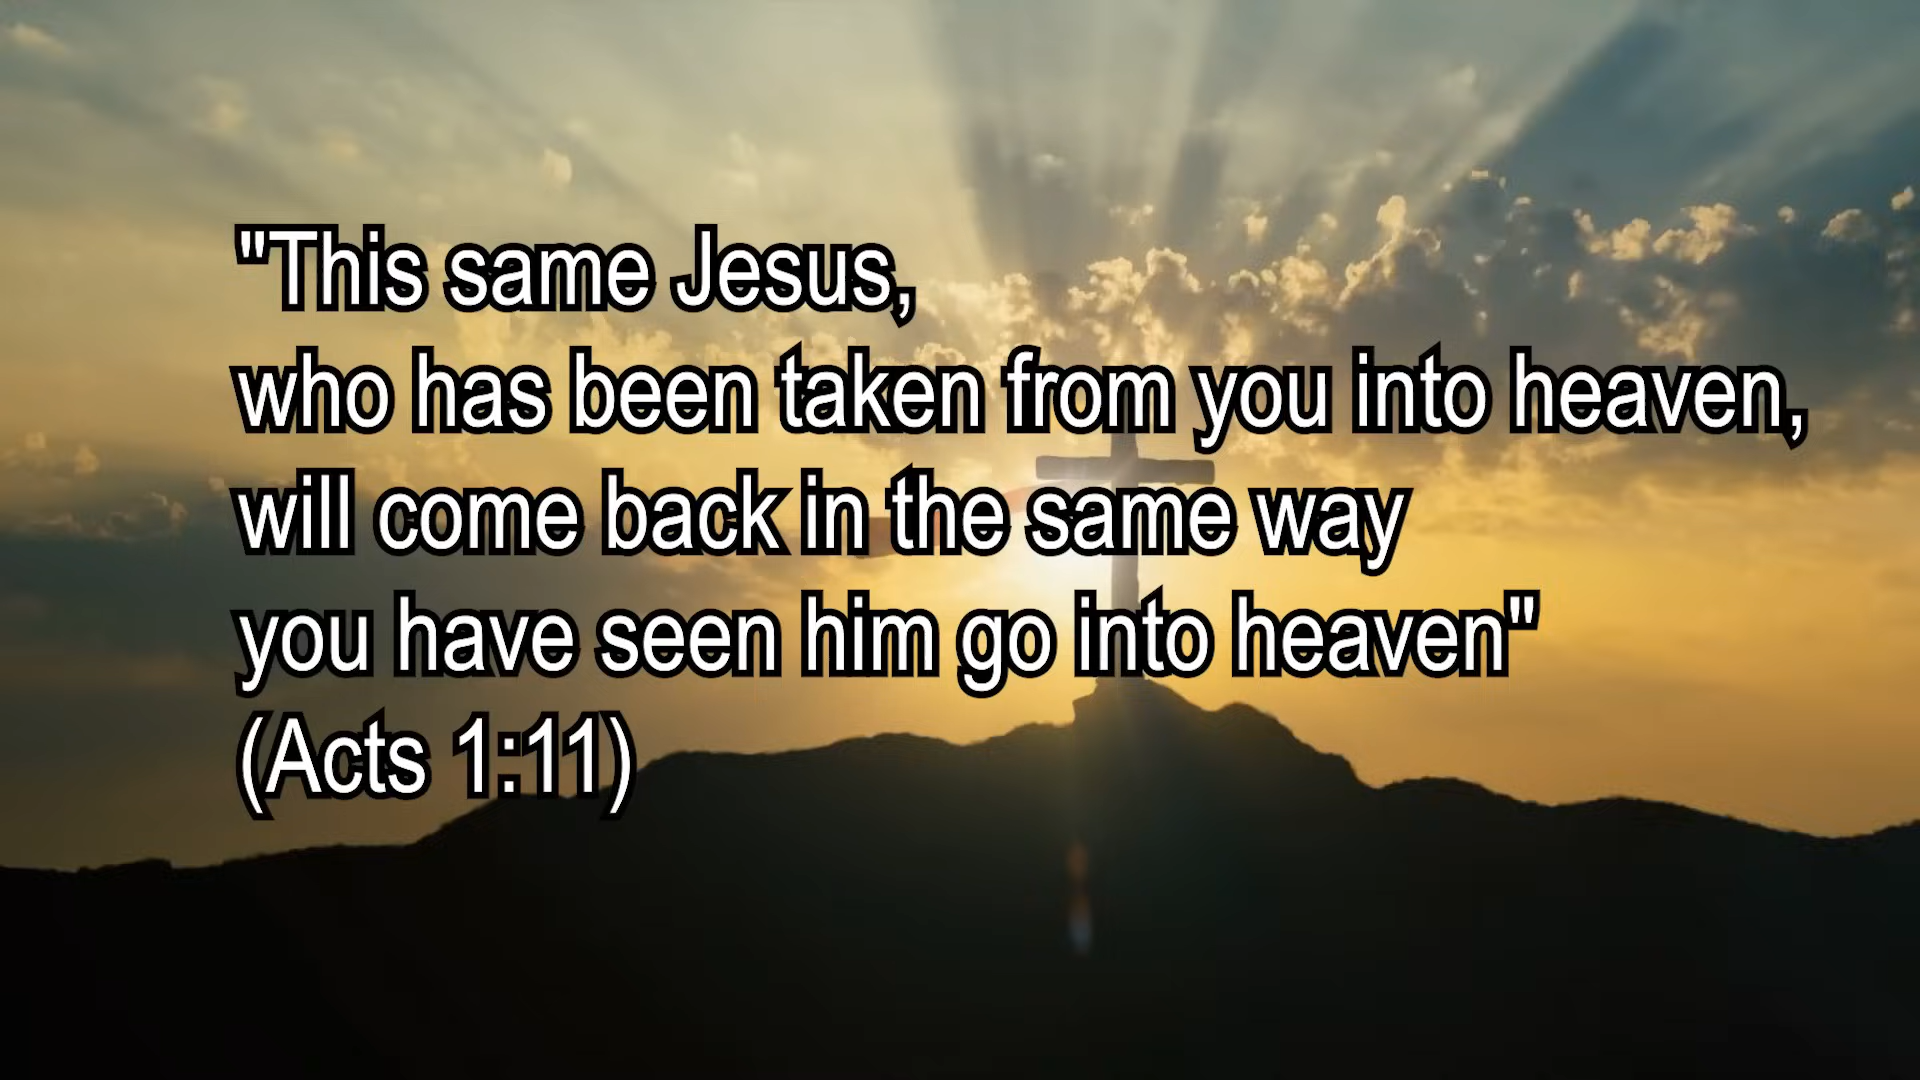 "This same Jesus,
who has been taken from you into heaven,
will come back in the same way
you have seen him go into heaven"
(Acts 1:11)